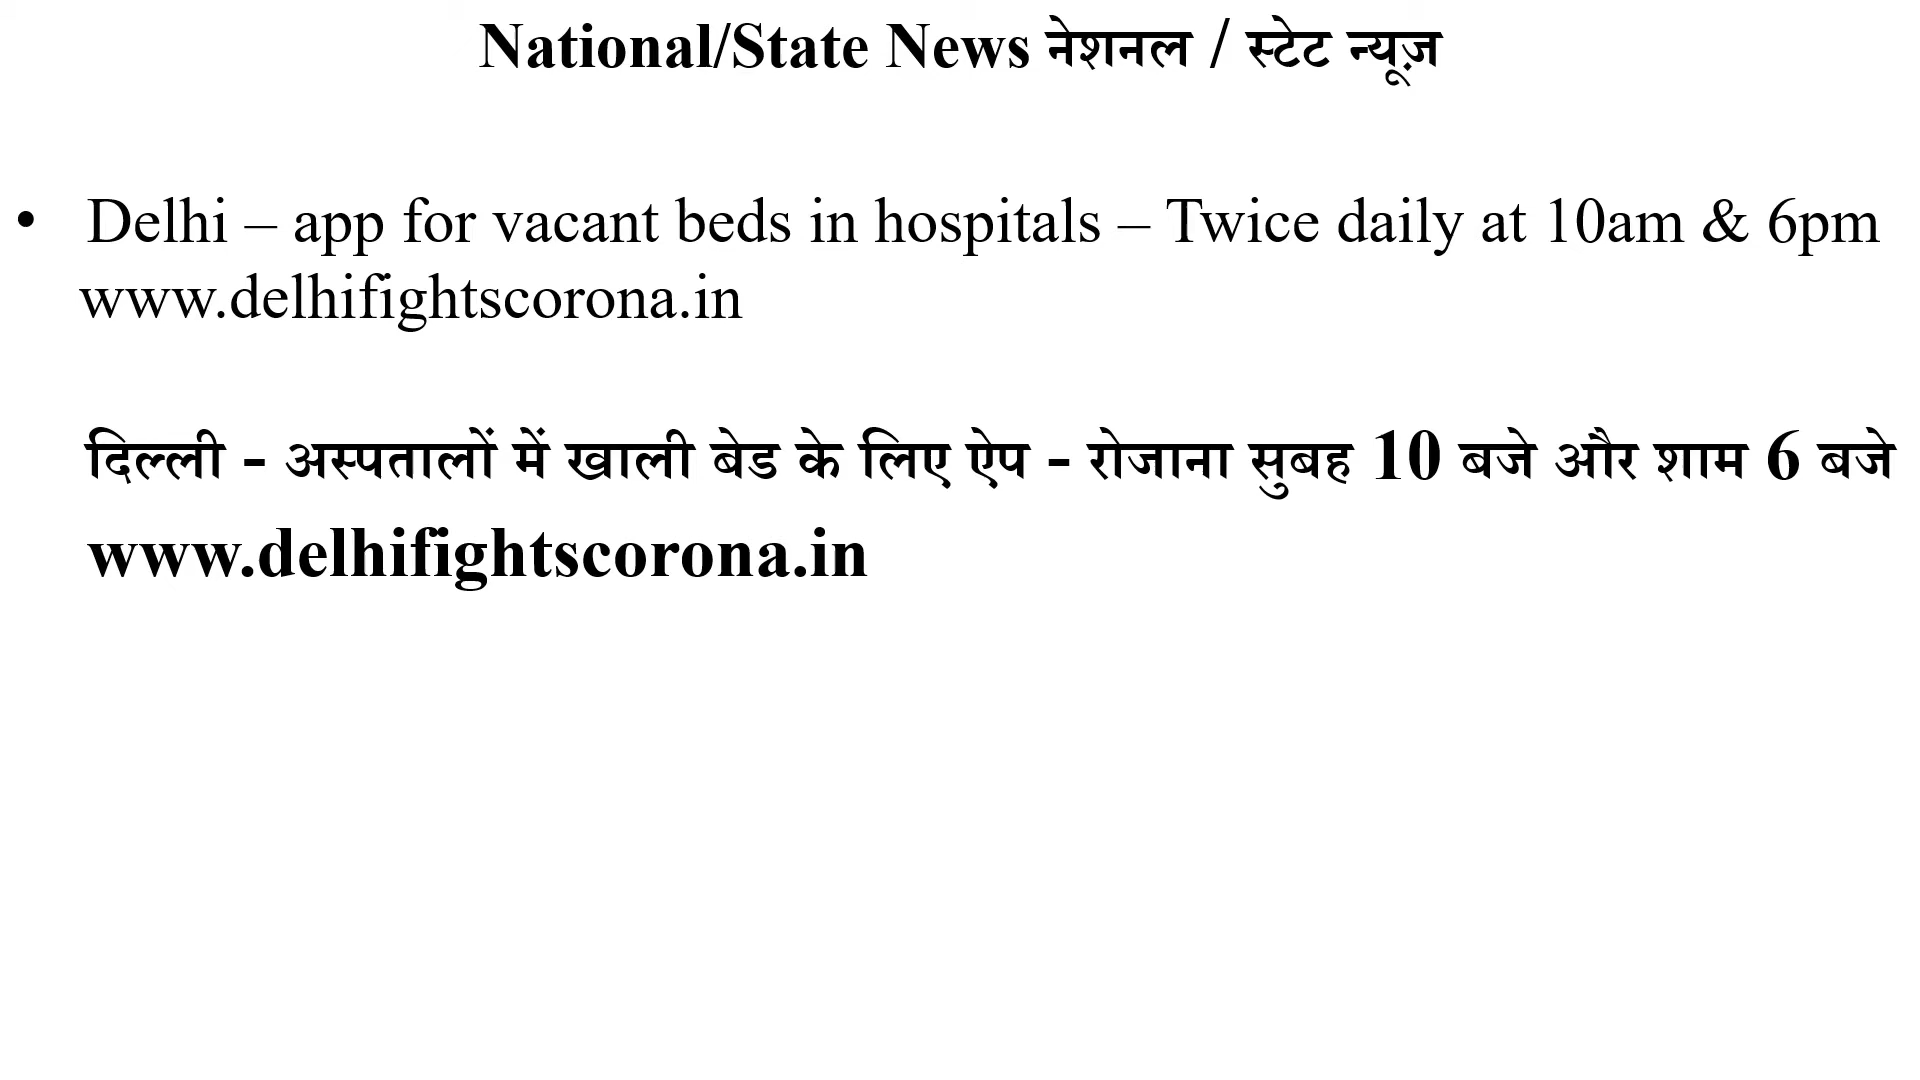 National/State News नेशनल / स्टेट न्यूज़
• Delhi – app for vacant beds in hospitals – Twice daily at 10am & 6pm
www.delhifightscorona.in
दिल्ली - अस्पतालों में खाली बेड के लिए ऐप - रोजाना सुबह 10 बजे और शाम 6 बजे
www.delhifightscorona.in